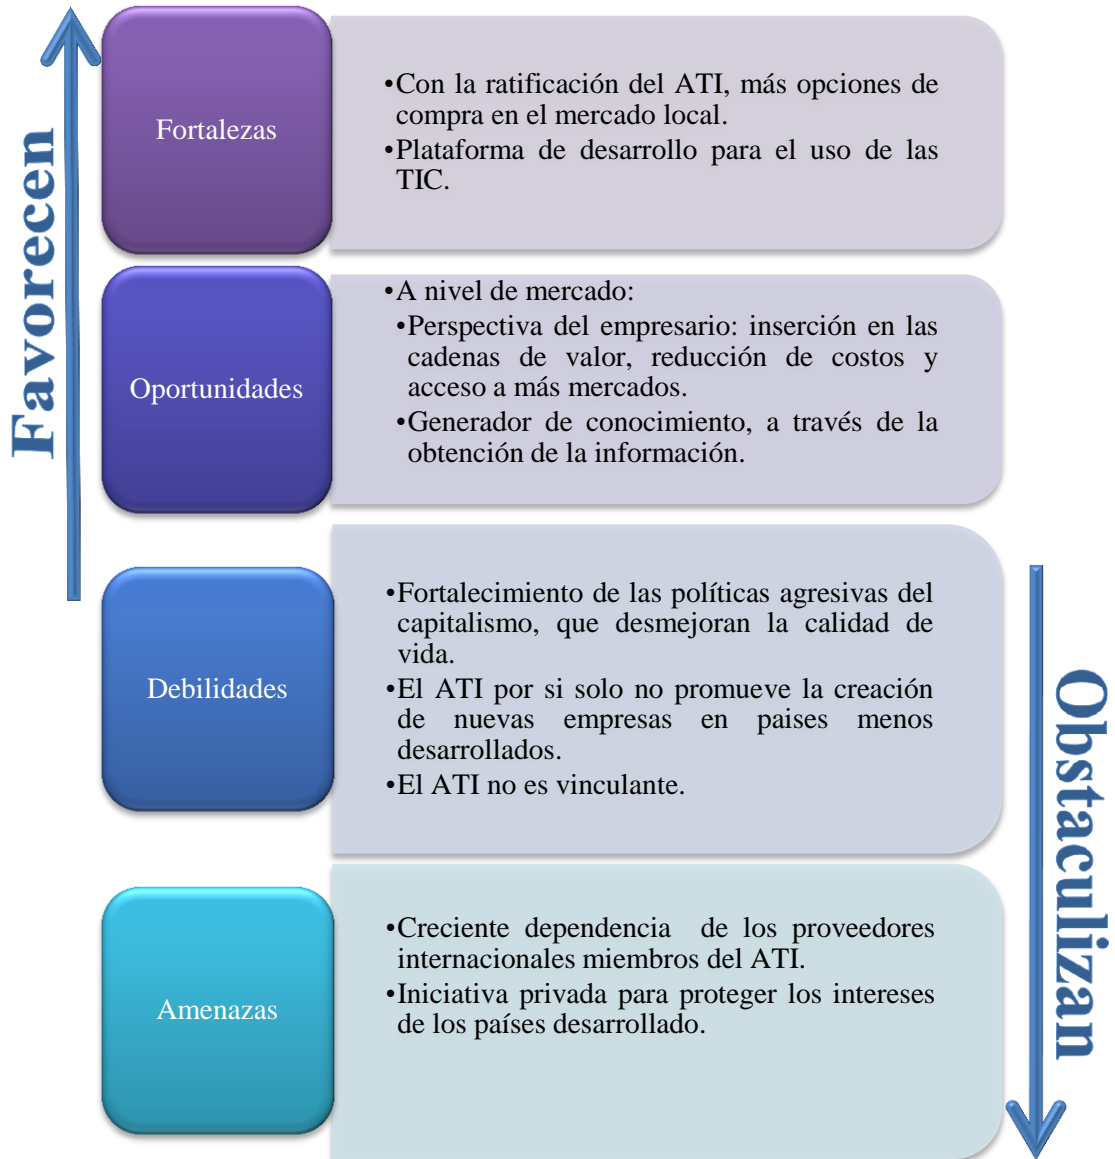 Favorecen
Fortalezas
•Con la ratificación del ATI, más opciones de
compra en el mercado local.
•Plataforma de desarrollo para el uso de las
TIC.
Oportunidades
•A nivel de mercado:
•Perspectiva del empresario: inserción en las
cadenas de valor, reducción de costos y
acceso a más mercados.
•Generador de conocimiento, a través de la
obtención de la información.
Debilidades
•Fortalecimiento de las políticas agresivas del
capitalismo, que desmejoran la calidad de
vida.
•El ATI por si solo no promueve la creación
de nuevas empresas en paises menos
desarrollados.
•El ATI no es vinculante.
Obstaculizan
Amenazas
•Creciente dependencia de los proveedores
internacionales miembros del ATI.
•Iniciativa privada para proteger los intereses
de los países desarrollado.